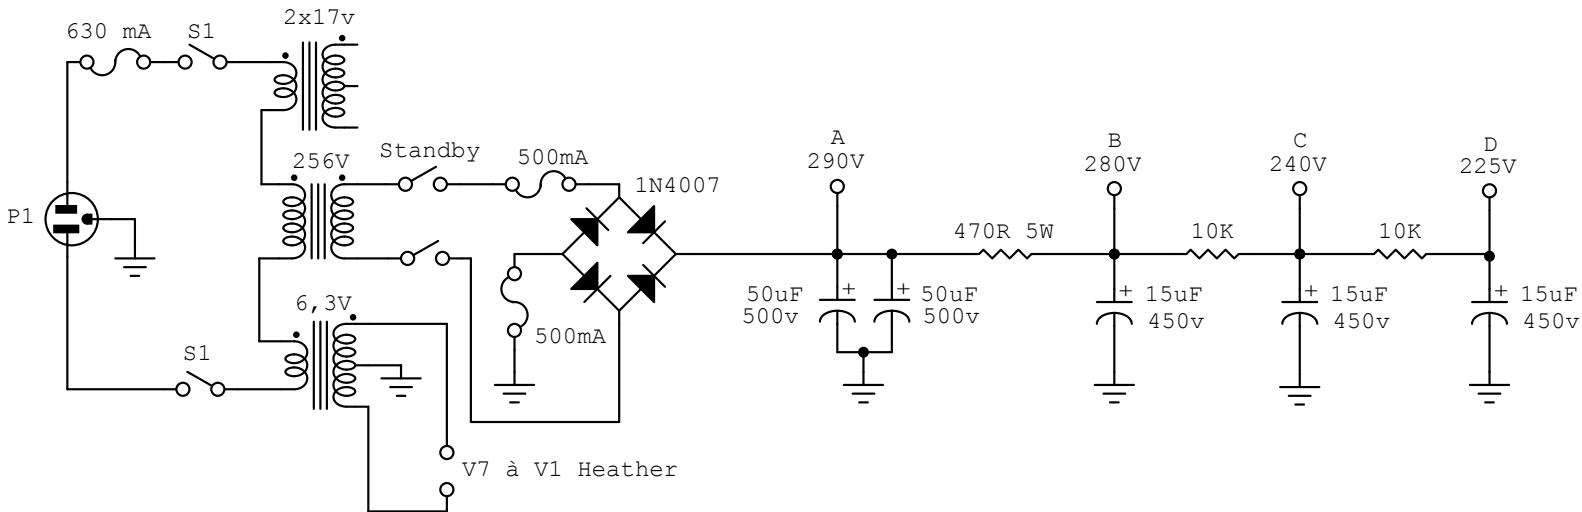 2x17v
630 mA
S1
256V
Standby
500mA
1N4007
P1
A
290V
B
280V
C
240V
D
225V
470R 5W
10K
10K
50uF
500v
50uF
500v
15uF
450v
15uF
450v
15uF
450v
6,3V
500mA
S1
V7 à V1 Heather